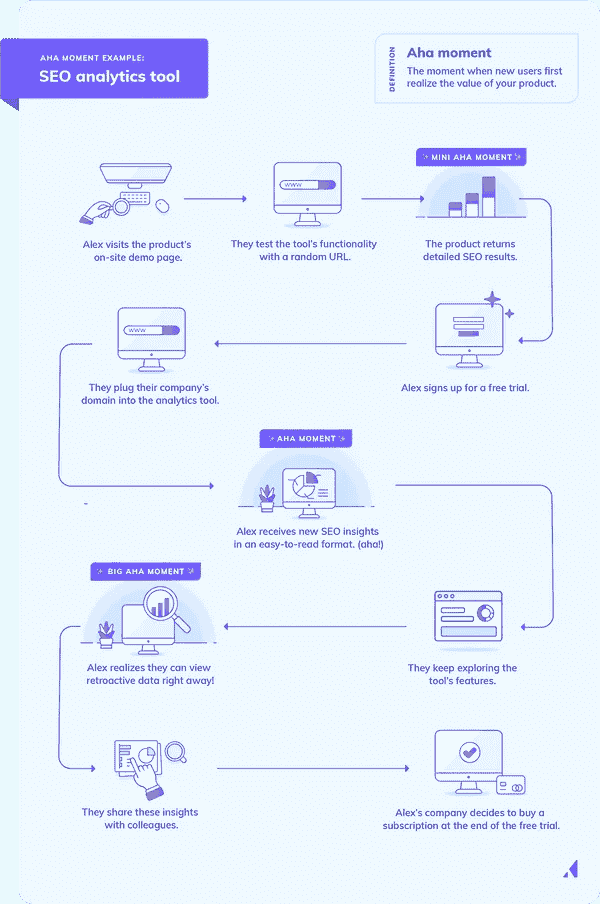 AHA MOMENT EXAMPLE:
SEO analytics tool
DEFINITION
Aha moment
The moment when new users first
realize the value of your product.
MINI AHA MOMENT
www
Alex visits the product's
on-site demo page.
They test the tool's functionality
with a random URL.
The product returns
detailed SEO results.
www
They plug their company's
domain into the analytics tool.
Alex signs up for a free trial.
AHA MOMENT
Alex receives new SEO insights
in an easy-to-read format. (aha!)
BIG AHA MOMENT
Alex realizes they can view
retroactive data right away!
They keep exploring the
tool's features.
They share these insights
with colleagues.
Alex's company decides to buy a
subscription at the end of the free trial.